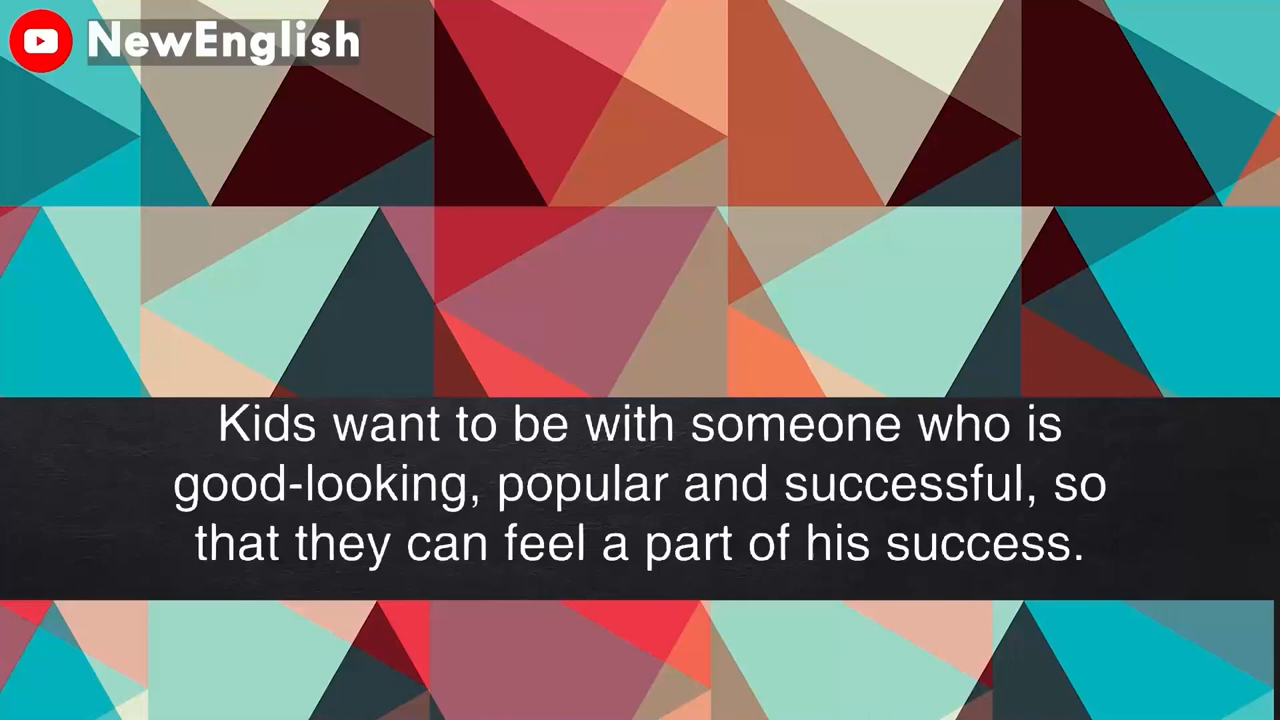 NewEnglish
Kids want to be with someone who is
good-looking, popular and successful, so
that they can feel a part of his success.